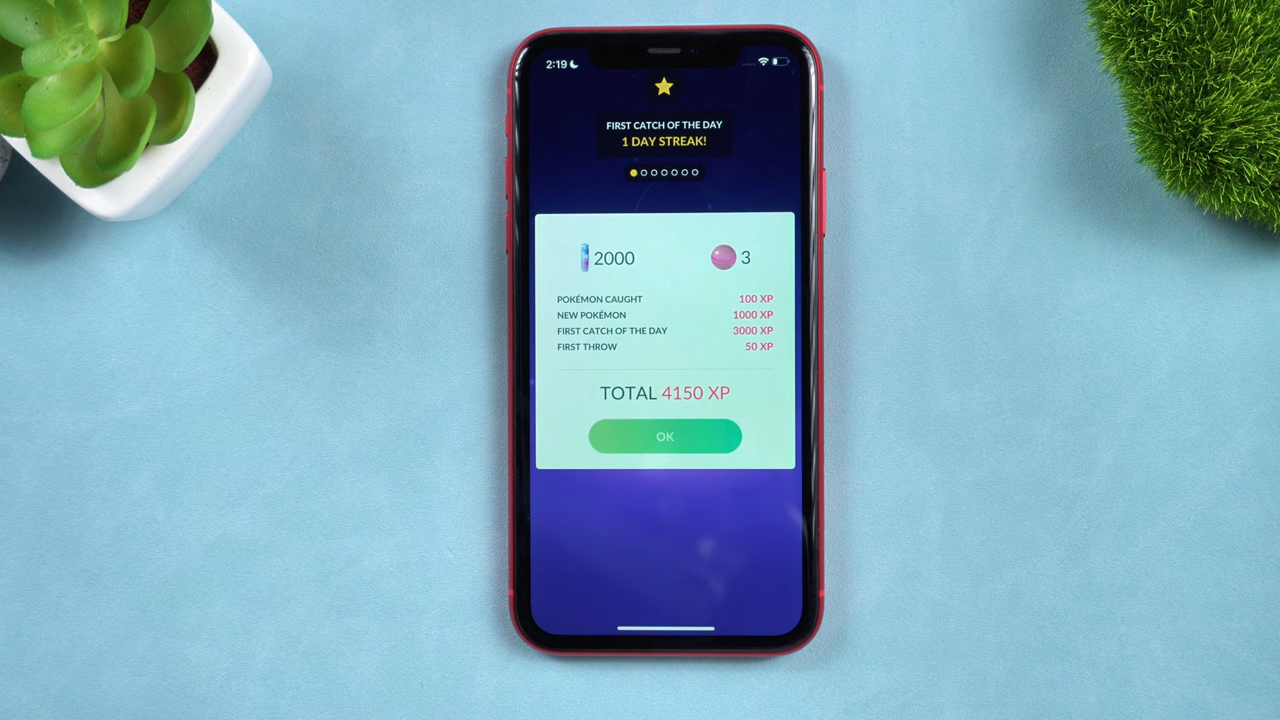 2:19
FIRST CATCH OF THE DAY
1 DAY STREAK!
2000 3
POKÉMON CAUGHT 100 XP
NEW POKÉMON 1000 XP
FIRST CATCH OF THE DAY 3000 XP
FIRST THROW 50 XP
TOTAL 4150 XP
OK